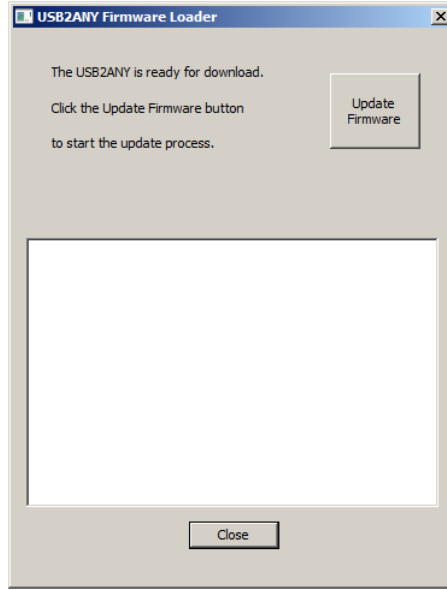 USB2ANY Firmware Loader
The USB2ANY is ready for download.
Click the Update Firmware button
to start the update process.
Update
Firmware
Close